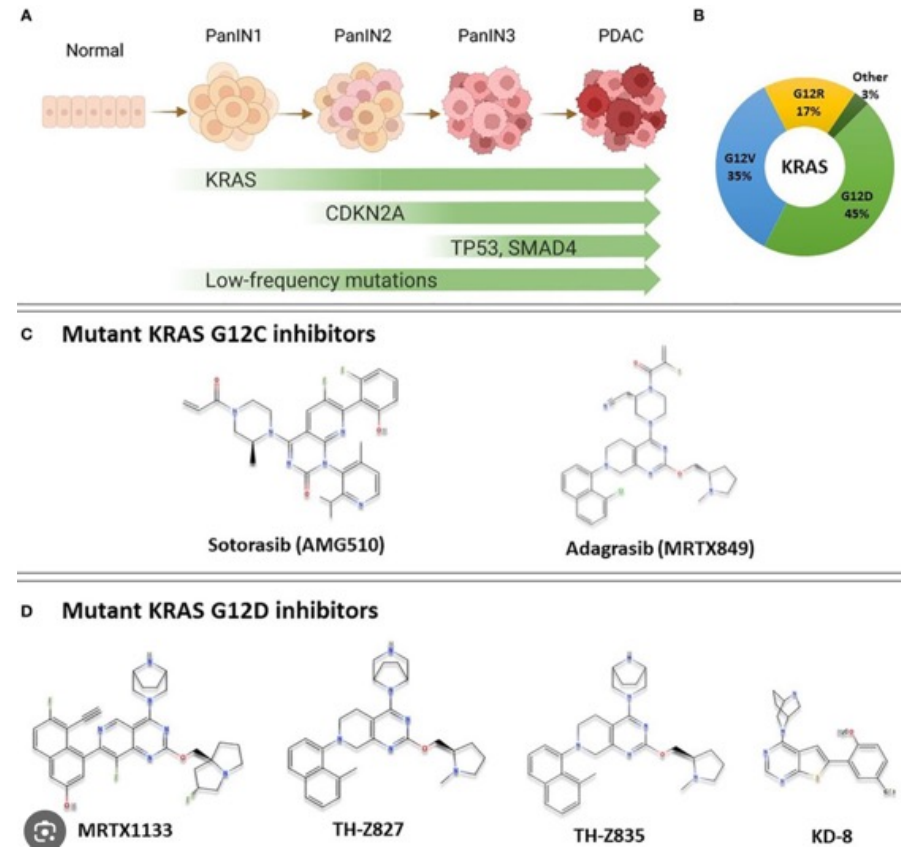 A
Normal
PanIN1
PanIN2
PanIN3
PDAC
KRAS
CDKN2A
TP53, SMAD4
Low-frequency mutations
B
G12R
17%
Other
3%
G12V
35%
KRAS
G12D
45%
C Mutant KRAS G12C inhibitors
Sotorasib (AMG510)
Adagrasib (MRTX849)
D Mutant KRAS G12D inhibitors
MRTX1133
TH-Z827
TH-Z835
KD-8